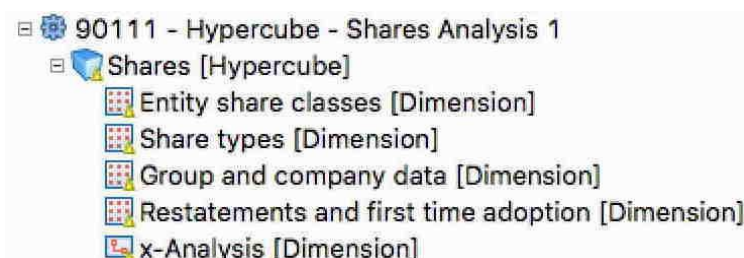 90111 - Hypercube - Shares Analysis 1
Shares [Hypercube]
Entity share classes [Dimension]
Share types [Dimension]
Group and company data [Dimension]
Restatements and first time adoption [Dimension]
x-Analysis [Dimension]